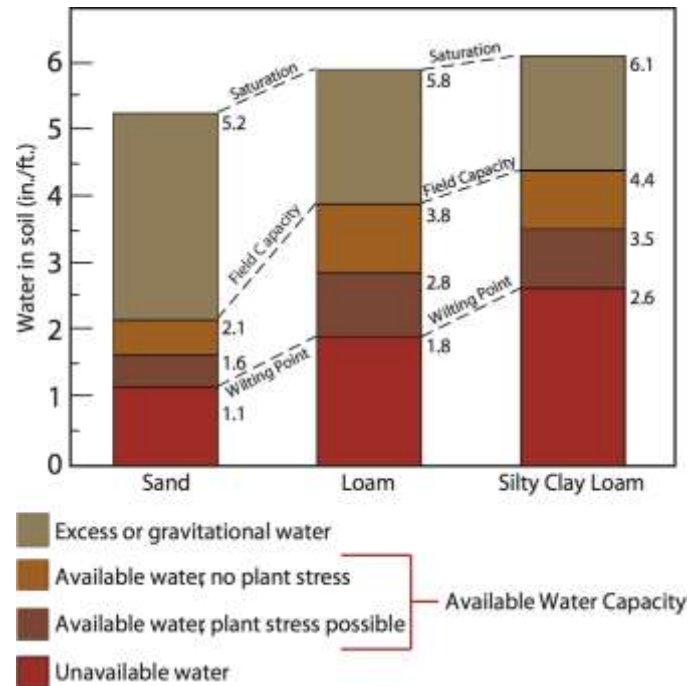 Water in soil (in./ft.)
6
5
4
3
2
1
0
Saturation
Saturation
5.2
5.8
6.1
Field Capacity
Field Capacity
2.1
3.8
4.4
1.6
2.8
3.5
Wilting Point
Wilting Point
1.1
1.8
2.6
Sand
Loam
Silty Clay Loam
Excess or gravitational water
Available water, no plant stress
Available water, plant stress possible
Available Water Capacity
Unavailable water